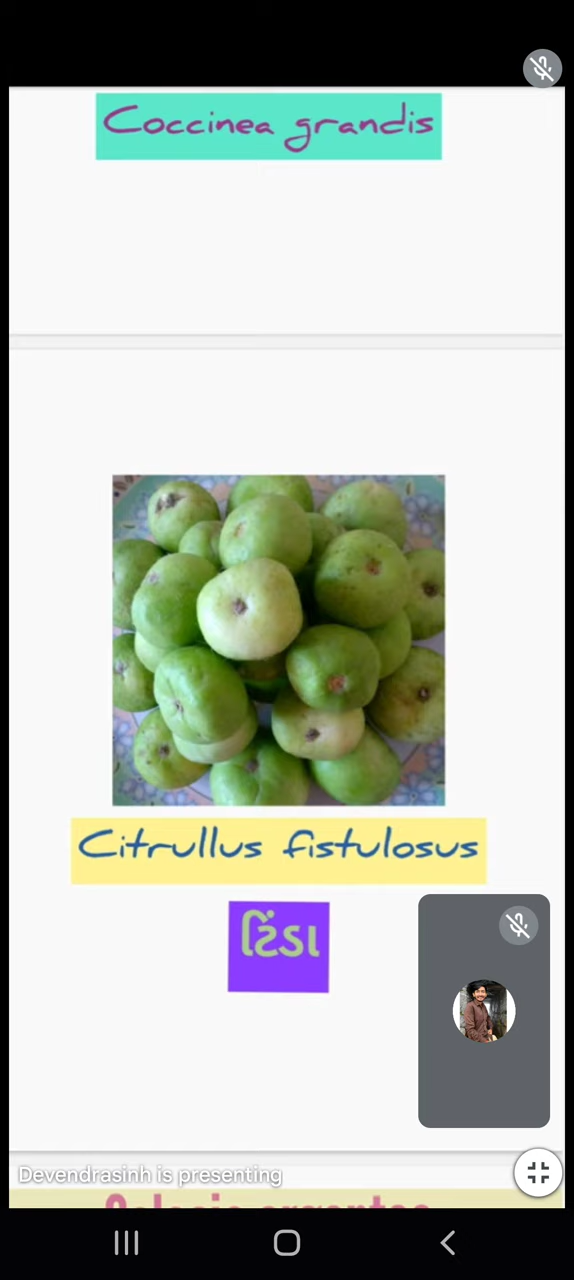 Coccinea grandis
Citrullus fistulosus
ટિંડા
Devendrasinh is presenting